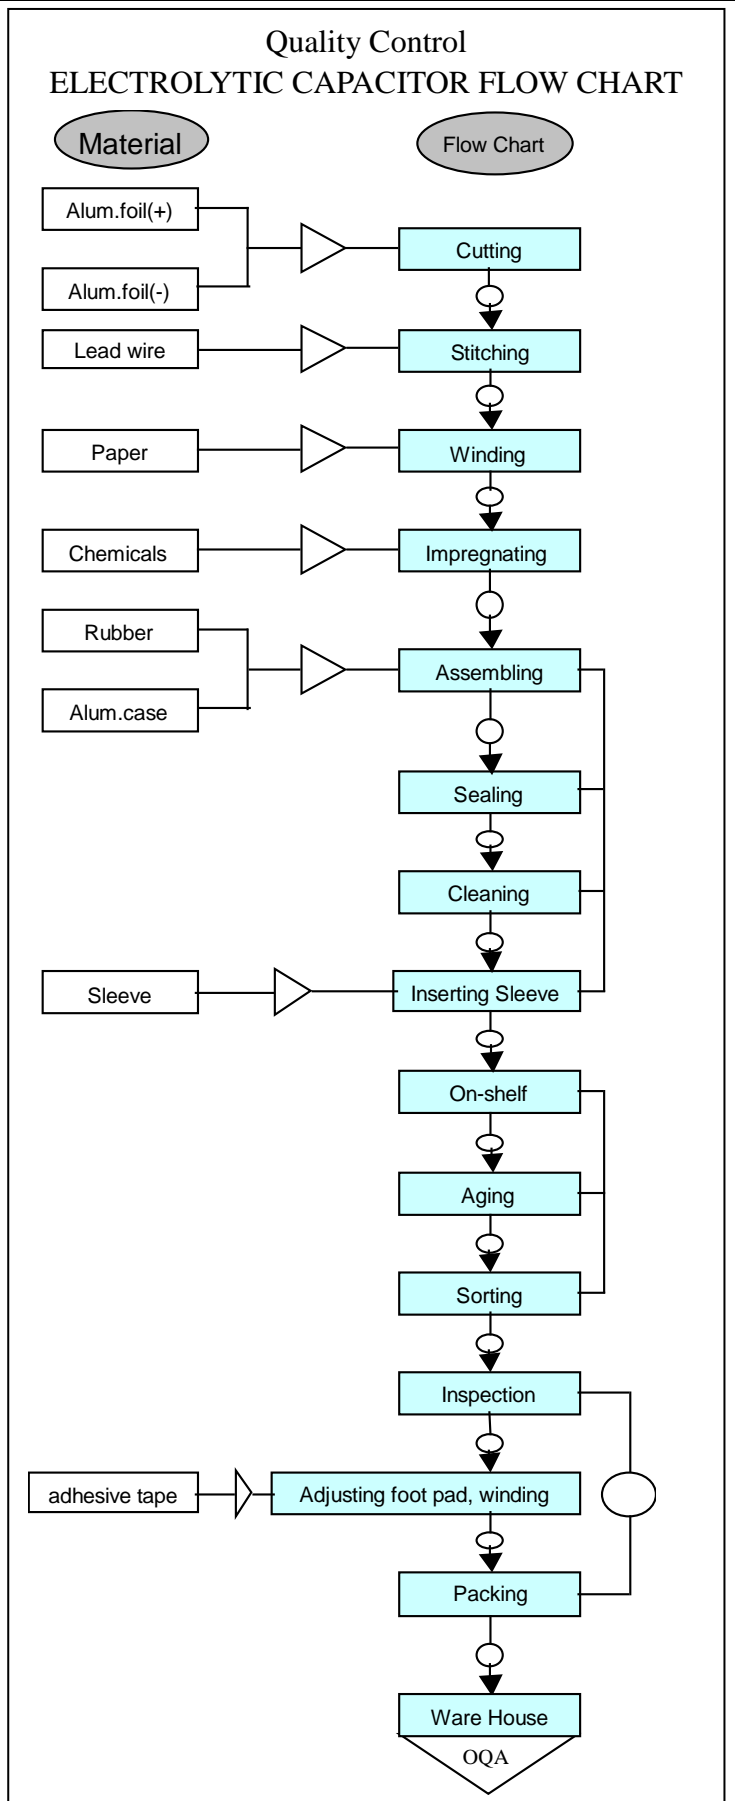 Quality Control
ELECTROLYTIC CAPACITOR FLOW CHART
Material
Flow Chart
Alum.foil(+)
Cutting
Alum.foil(-)
Lead wire
Stitching
Paper
Winding
Chemicals
Impregnating
Rubber
Assembling
Alum.case
Sealing
Cleaning
Sleeve
Inserting Sleeve
On-shelf
Aging
Sorting
Inspection
adhesive tape
Adjusting foot pad, winding
Packing
Ware House
OQA